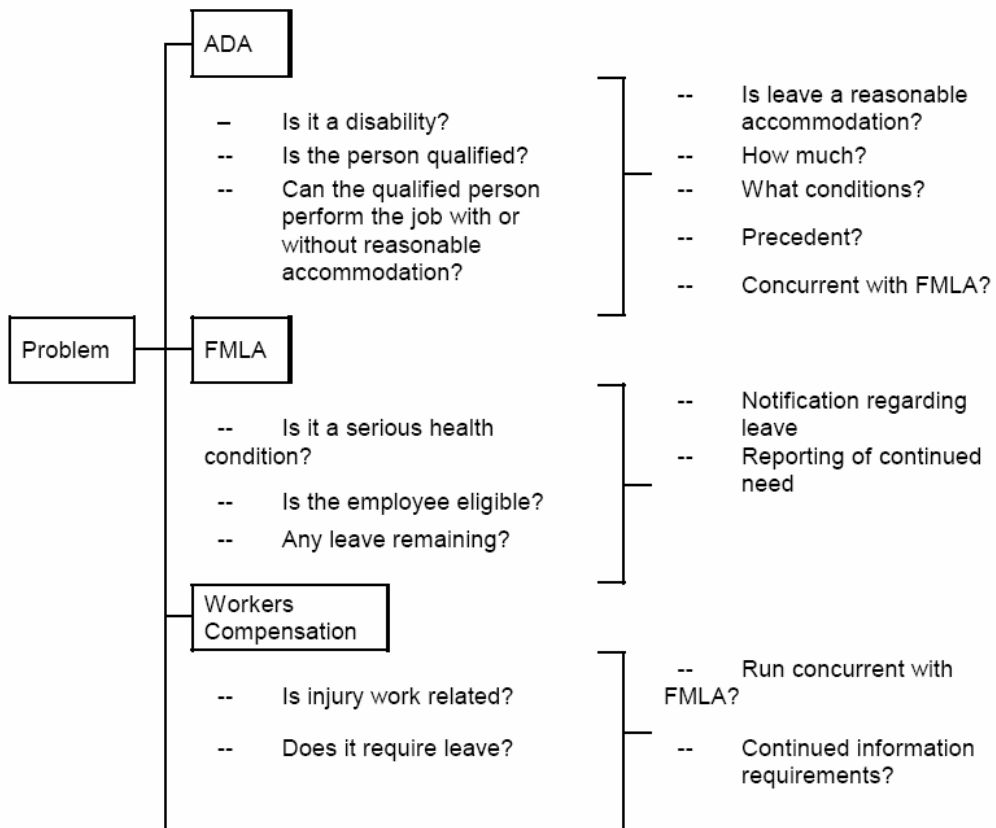 ADA
– Is it a disability?
-- Is the person qualified?
-- Can the qualified person
perform the job with or
without reasonable
accommodation?
-- Is leave a reasonable
accommodation?
-- How much?
-- What conditions?
-- Precedent?
-- Concurrent with FMLA?
Problem
FMLA
-- Is it a serious health
condition?
-- Is the employee eligible?
-- Any leave remaining?
-- Notification regarding
leave
-- Reporting of continued
need
Workers
Compensation
-- Is injury work related?
-- Does it require leave?
-- Run concurrent with
FMLA?
-- Continued information
requirements?